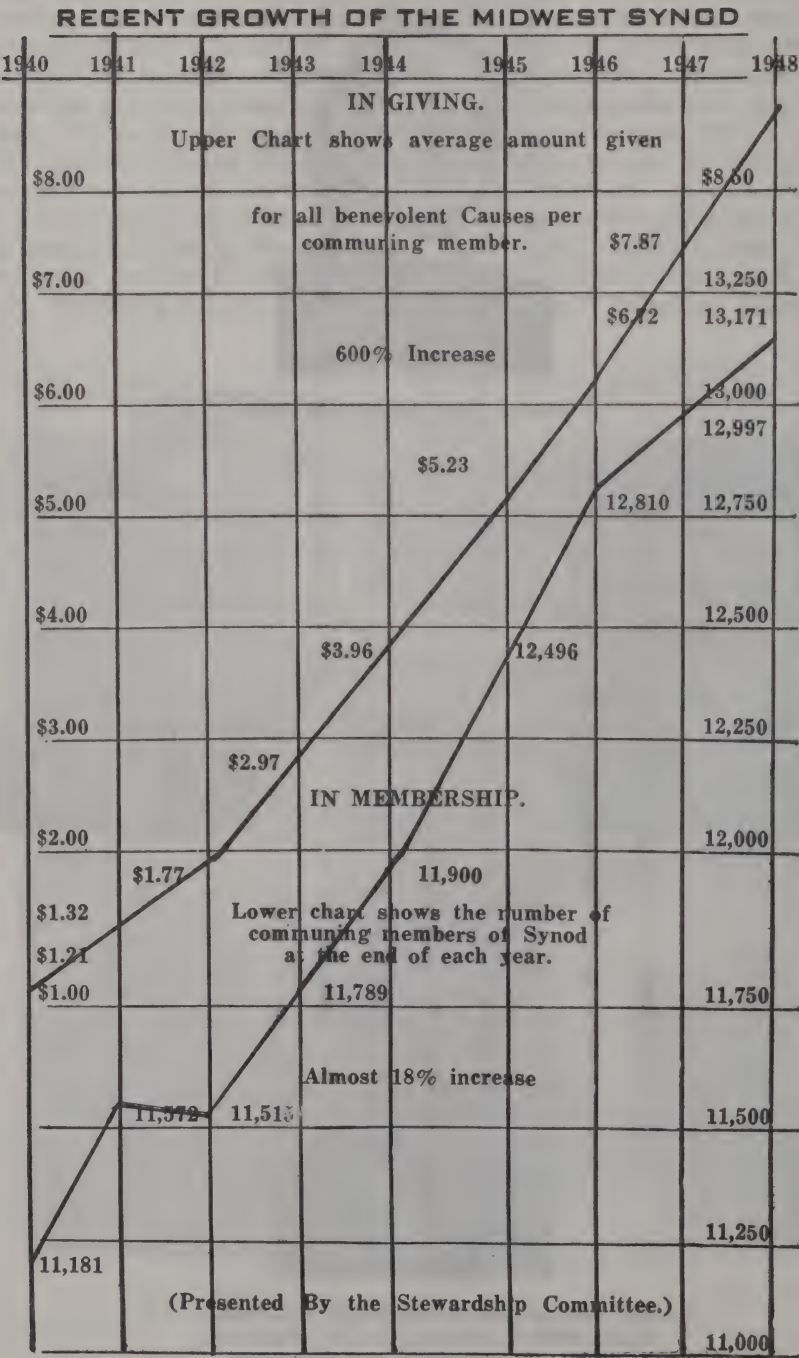 RECENT GROWTH OF THE MIDWEST SYNOD
1940 1941 1942 1943 1944 1945 1946 1947 1948
IN GIVING.
Upper Chart shows average amount given
$8.00 $8.60
for all benevolent Causes per
communing member. $7.87
$7.00 13,250
$6.72 13,171
600% Increase
$6.00 13,000
12,997
$5.23
$5.00 12,810 12,750
$4.00 12,500
$3.96 12,496
$3.00 12,250
$2.97
IN MEMBERSHIP.
$2.00 12,000
$1.77 11,900
$1.32 Lower chart shows the number of
communing members of Synod
$1.21 at the end of each year.
$1.00 11,789 11,750
Almost 18% increase
11,572 11,515 11,500
11,250
11,181
(Presented By the Stewardship Committee.)
11,000